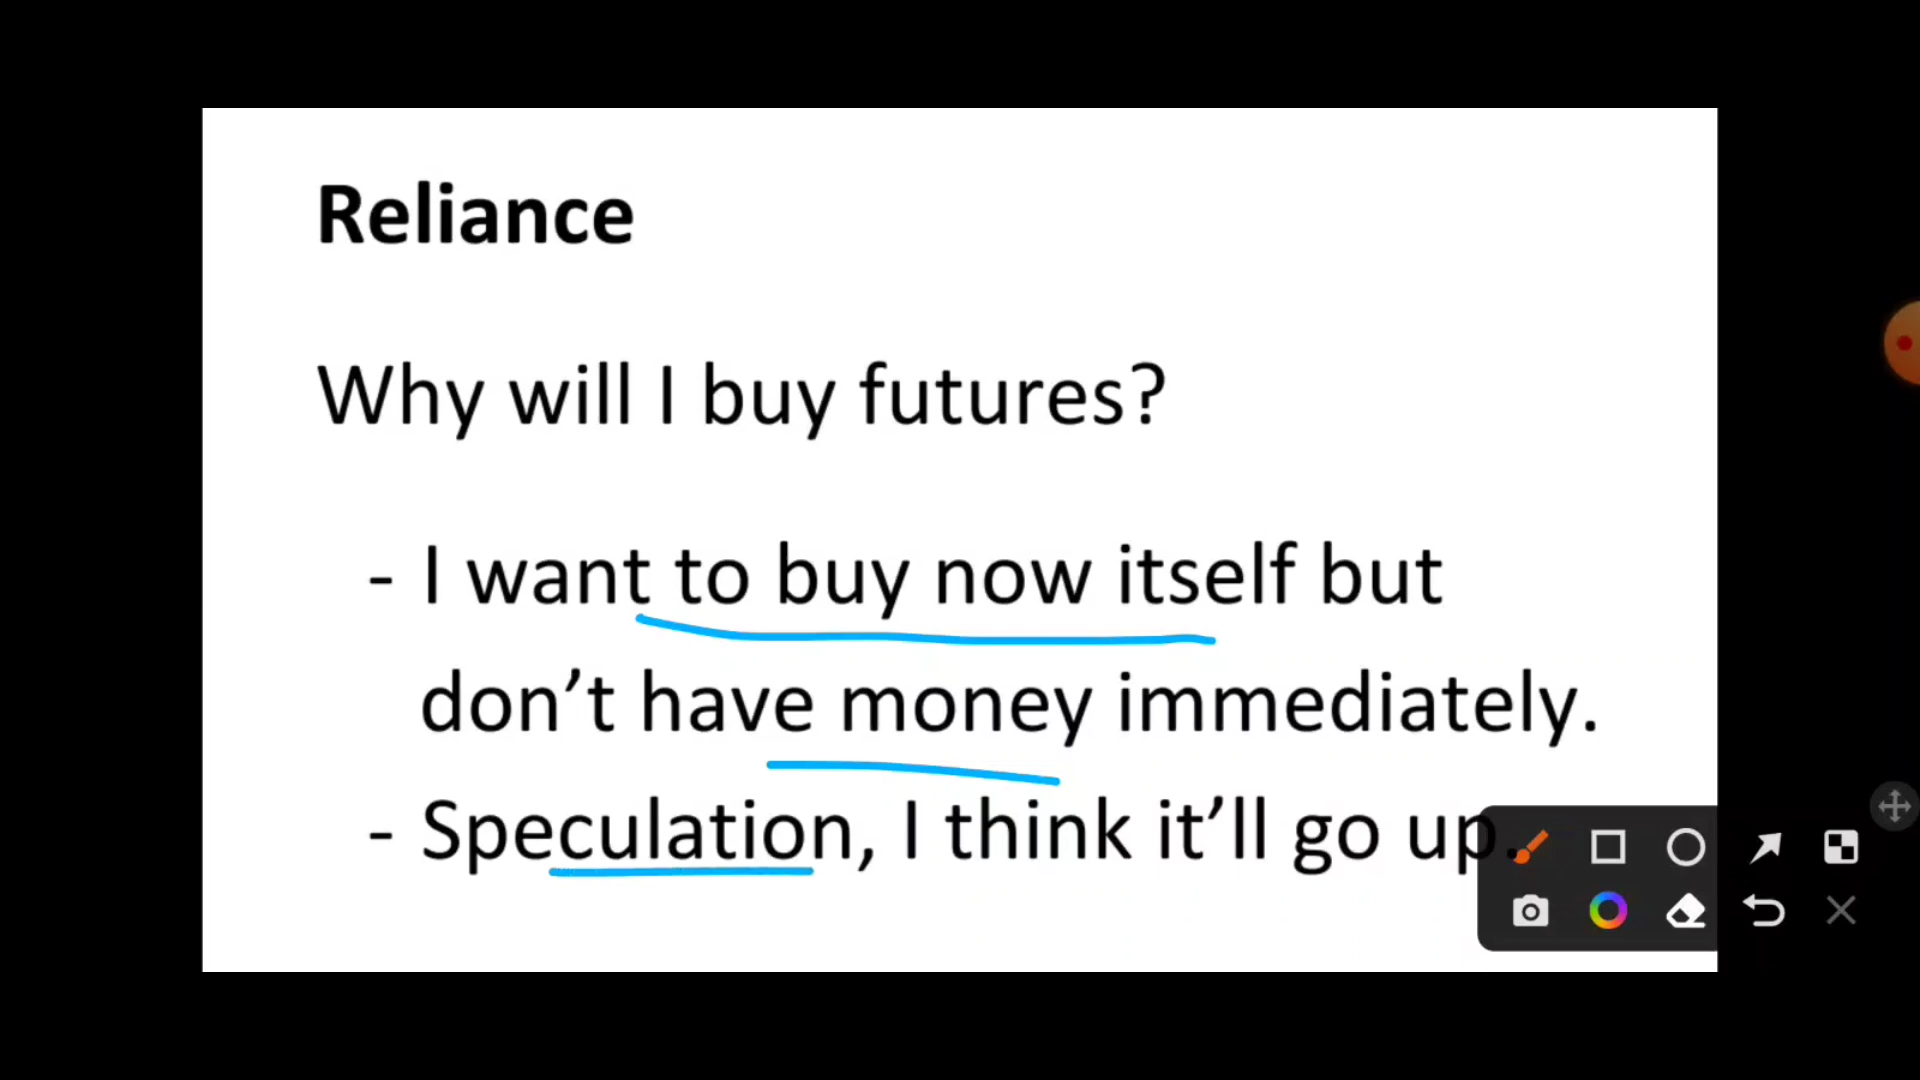 Reliance
Why will I buy futures?
- I want to buy now itself but
don't have money immediately.
- Speculation, I think it'll go up.